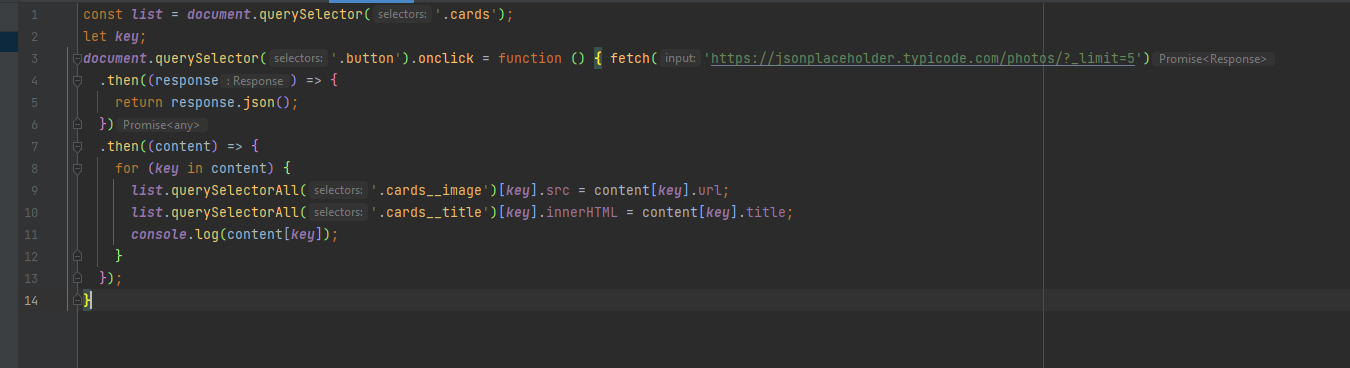 1 const list = document.querySelector( selectors: '.cards');
2 let key;
3 document.querySelector( selectors: '.button').onclick = function () { fetch( input: 'https://jsonplaceholder.typicode.com/photos/?_limit=5') Promise<Response>
4   .then((response : Response ) => {
5     return response.json();
6   }) Promise<any>
7   .then((content) => {
8     for (key in content) {
9       list.querySelectorAll( selectors: '.cards__image')[key].src = content[key].url;
10       list.querySelectorAll( selectors: '.cards__title')[key].innerHTML = content[key].title;
11       console.log(content[key]);
12     }
13   });
14 }